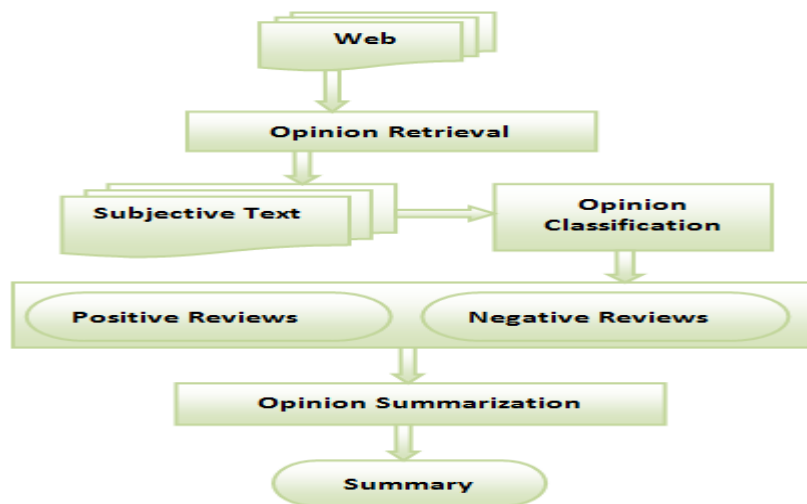 Web
Opinion Retrieval
Subjective Text
Opinion
Classification
Positive Reviews
Negative Reviews
Opinion Summarization
Summary